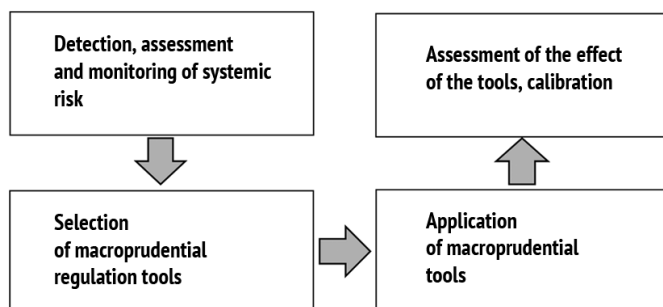 Detection, assessment
and monitoring of systemic
risk
Selection
of macroprudential
regulation tools
Application
of macroprudential
tools
Assessment of the effect
of the tools, calibration